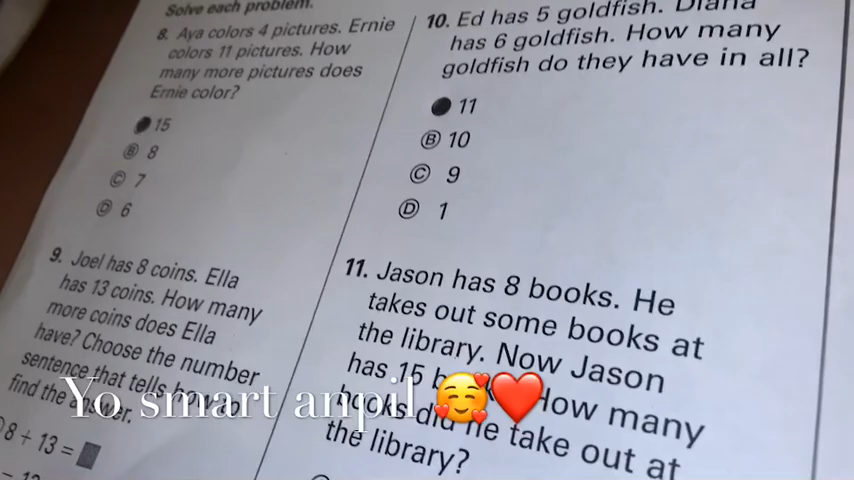 Solve each problem.
8. Aya colors 4 pictures. Ernie
colors 11 pictures. How
many more pictures does
Ernie color?
15
Ⓑ 8
Ⓒ 7
Ⓓ 6
9. Joel has 8 coins. Ella
has 13 coins. How many
more coins does Ella
have? Choose the number
sentence that tells how to
find the answer.
8 + 13 =
10. Ed has 5 goldfish. Diana
has 6 goldfish. How many
goldfish do they have in all?
11
Ⓑ 10
Ⓒ 9
Ⓓ 1
11. Jason has 8 books. He
takes out some books at
the library. Now Jason
has 15 How many
books did he take out at
the library?
Yo smart anpil 🥰❤️